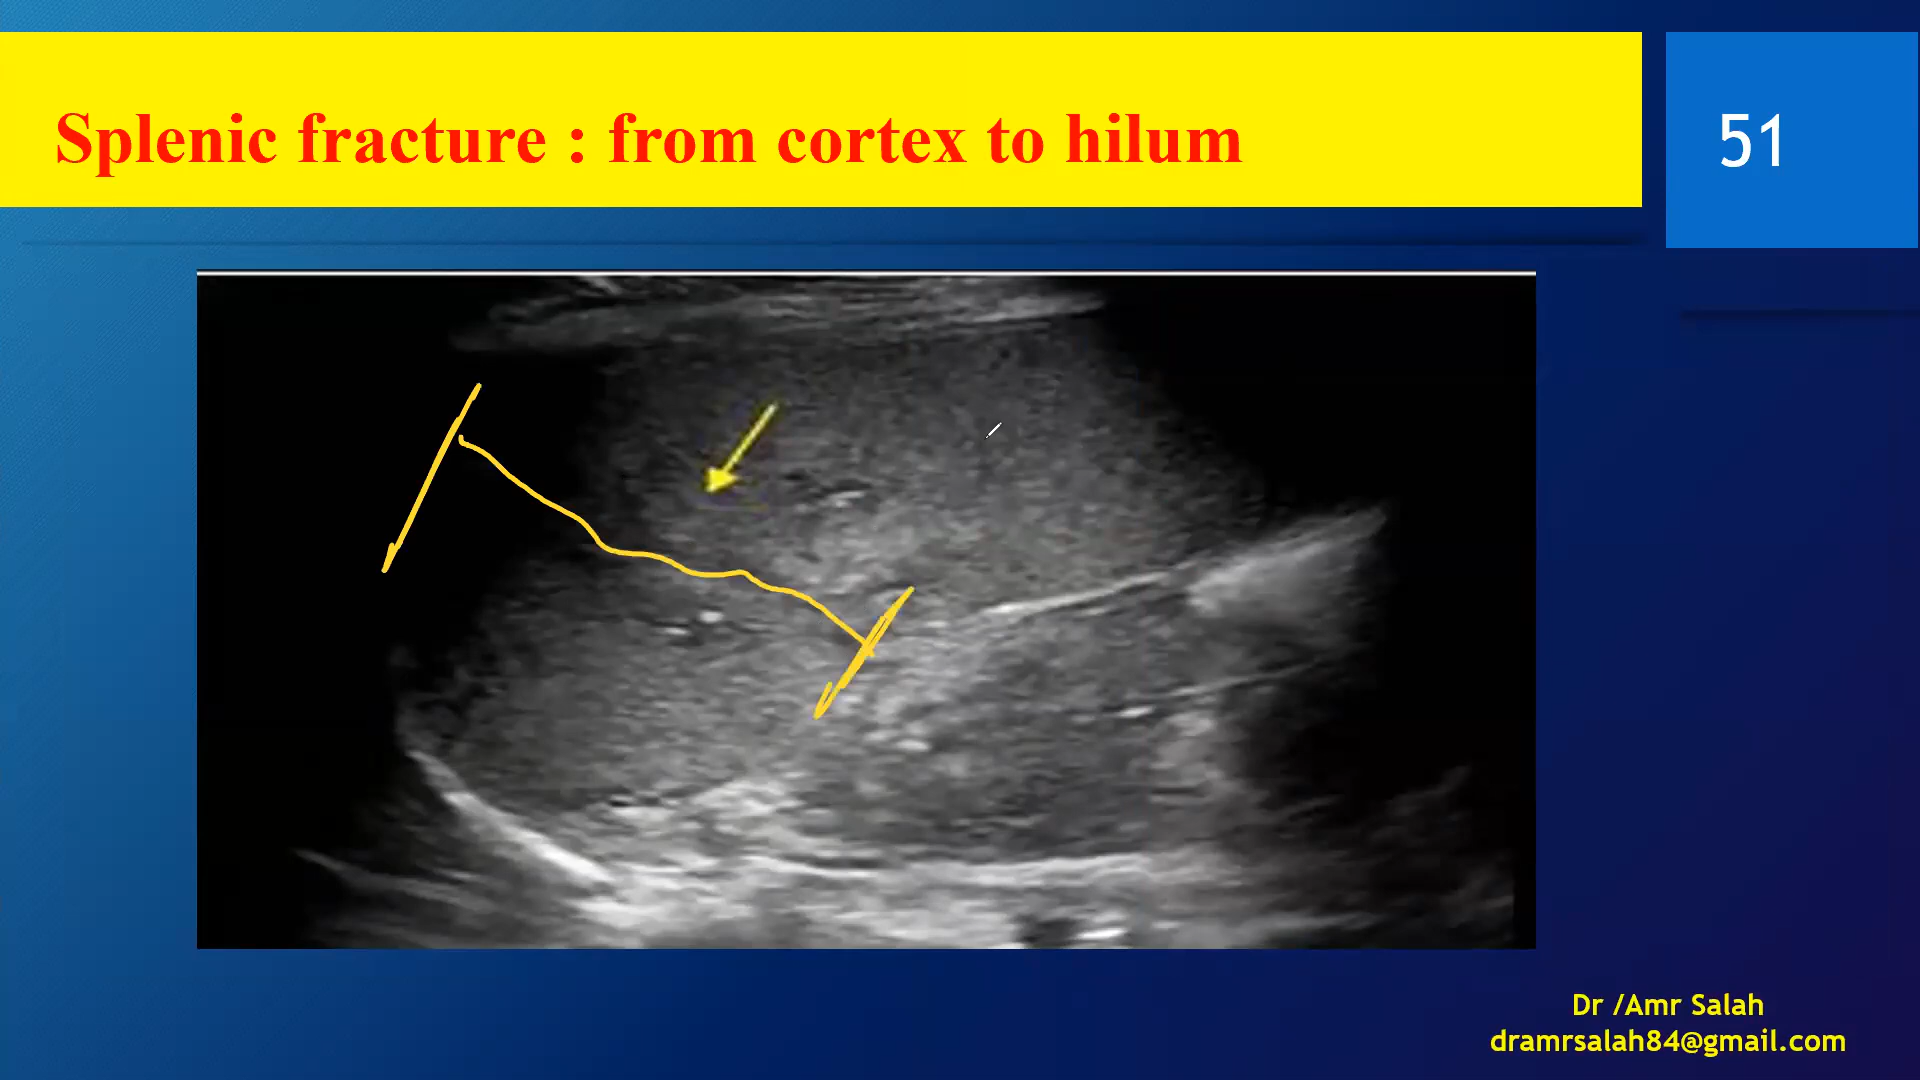 Splenic fracture : from cortex to hilum
51
Dr /Amr Salah
dramrsalah84@gmail.com